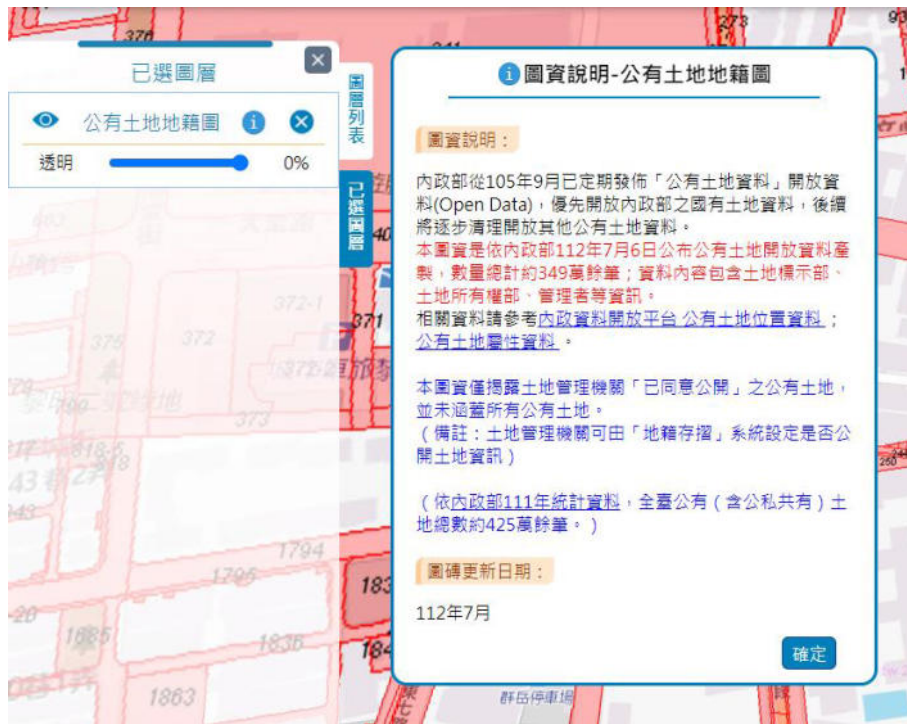 376
273
已選圖層
圖層列表
已選圖層
公有土地地籍圖
透明
0%
圖資說明-公有土地地籍圖
圖資說明：
內政部從105年9月已定期發佈「公有土地資料」開放資
料(Open Data)，優先開放內政部之國有土地資料，後續
將逐步清理開放其他公有土地資料。
本圖資是依內政部112年7月6日公布公有土地開放資料產
製，數量總計約349萬餘筆；資料內容包含土地標示部、
土地所有權部、管理者等資訊。
相關資料請參考內政資料開放平台 公有土地位置資料；
公有土地屬性資料。
本圖資僅揭露土地管理機關「已同意公開」之公有土地，
並未涵蓋所有公有土地。
（備註：土地管理機關可由「地籍存摺」系統設定是否公
開土地資訊）
（依內政部111年統計資料，全臺公有（含公私共有）土
地總數約425萬餘筆。）
圖磚更新日期：
112年7月
確定
372-1
371
375
372
373
1794
1795
1685
1836
1863
群岳停車場